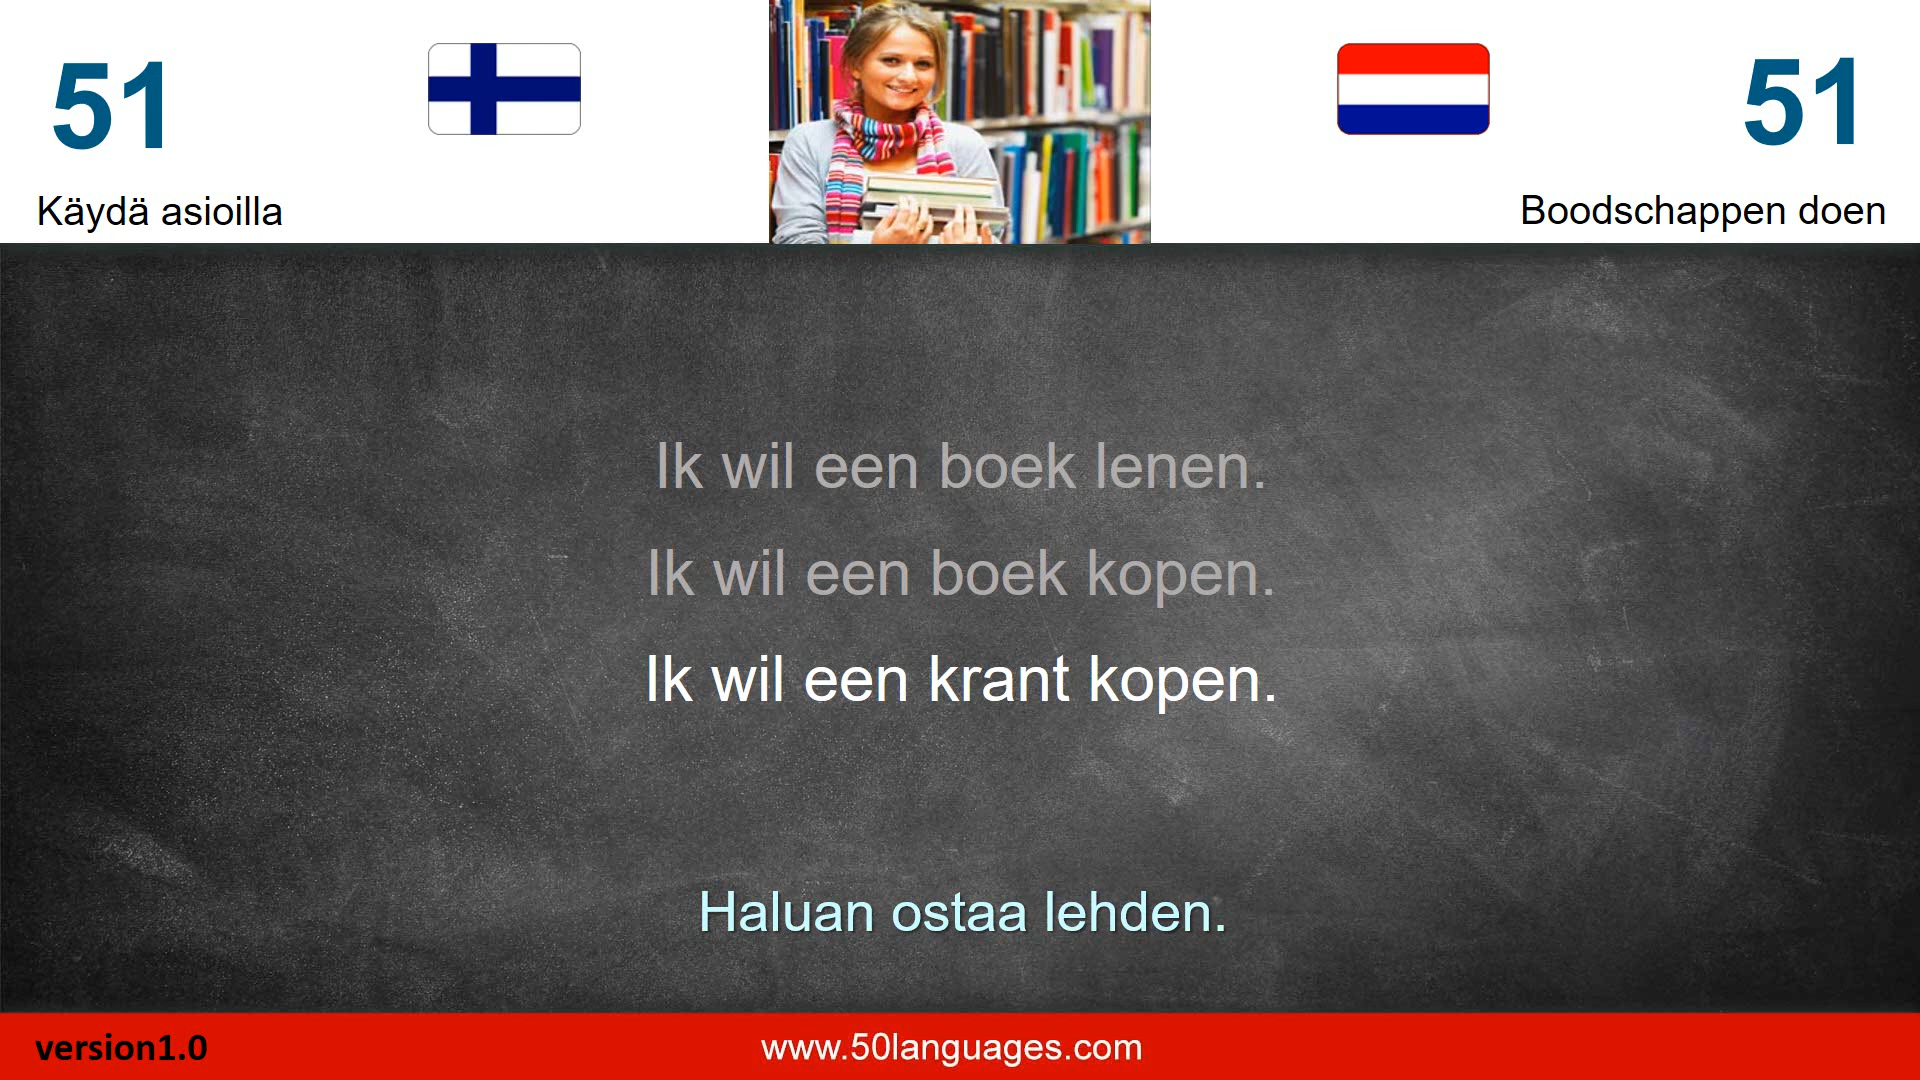 51
51
Käydä asioilla
Boodschappen doen
Ik wil een boek lenen.
Ik wil een boek kopen.
Ik wil een krant kopen.
Haluan ostaa lehden.
version1.0
www.50languages.com